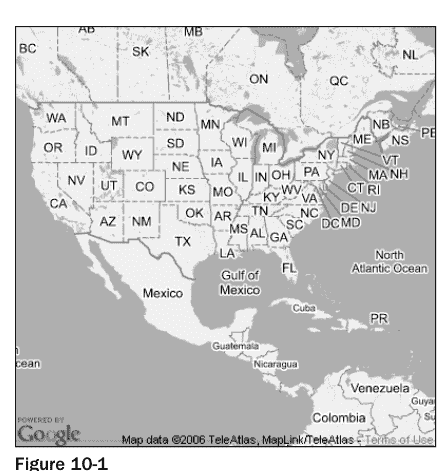 AB
MB
BC
SK
NL
ON
QC
WA
MT
ND
MN
NB
PE
OR
ID
SD
WI
MI
ME
NS
WY
NY
VT
IA
NE
PA
MA NH
NV
UT
CO
IL IN OH
CT RI
KS
MO
WV
KY
VA
CA
DE NJ
OK
AR
TN
NC
DC MD
AZ
NM
SC
MS AL GA
TX
LA
North
Atlantic Ocean
FL
Gulf of
Mexico
Mexico
Cuba
PR
Guatemala
cean
Nicaragua
Venezuela
Guya
Colombia
Su
POWERED BY
Google
Map data ©2006 TeleAtlas, MapLink/TeleAtlas - Terms of Use
Figure 10-1